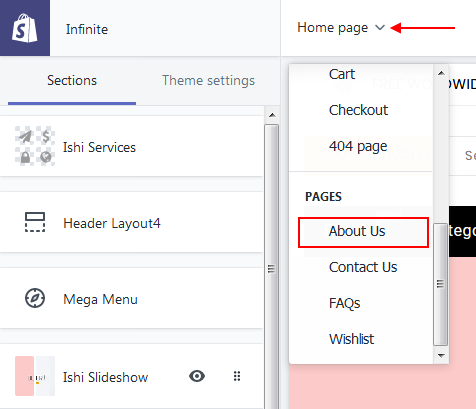 Infinite
Home page
Sections
Theme settings
Ishi Services
Header Layout4
Mega Menu
Ishi Slideshow
Cart
Checkout
404 page
PAGES
About Us
Contact Us
FAQs
Wishlist